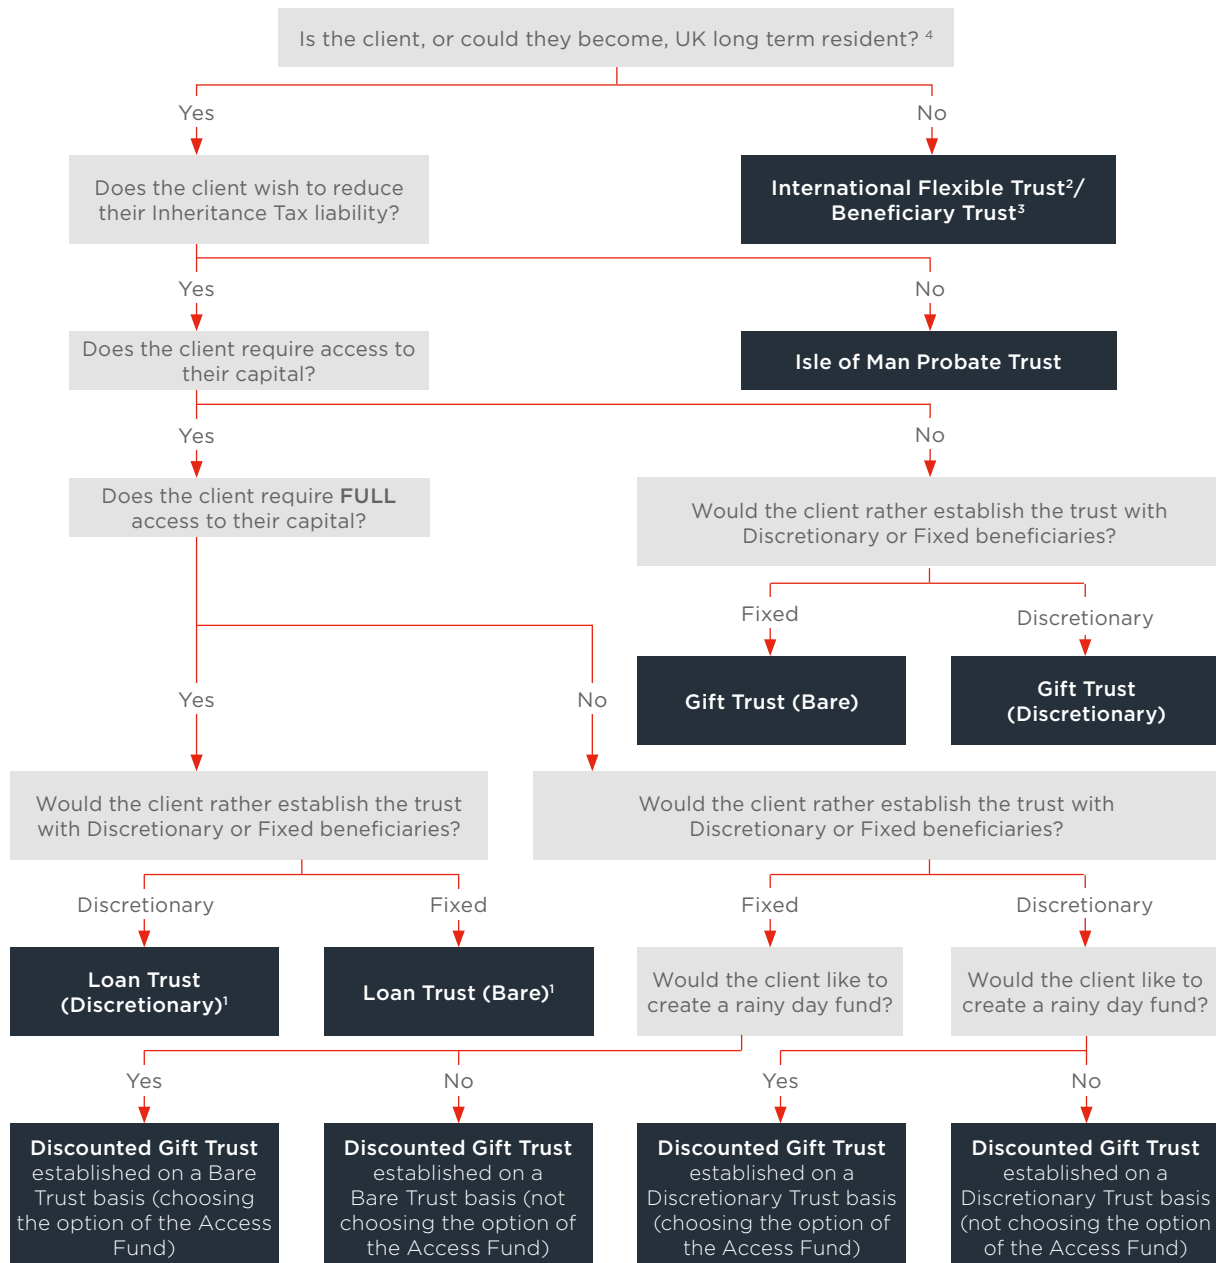 Is the client, or could they become, UK long term resident? ⁴
Yes
No
Does the client wish to reduce
their Inheritance Tax liability?
International Flexible Trust²/
Beneficiary Trust³
Yes
No
Does the client require access to
their capital?
Isle of Man Probate Trust
Yes
No
Does the client require FULL
access to their capital?
Would the client rather establish the trust with
Discretionary or Fixed beneficiaries?
Fixed
Discretionary
Gift Trust (Bare)
Gift Trust
(Discretionary)
Yes
No
Would the client rather establish the trust
with Discretionary or Fixed beneficiaries?
Would the client rather establish the trust with
Discretionary or Fixed beneficiaries?
Discretionary
Fixed
Fixed
Discretionary
Loan Trust
(Discretionary)¹
Loan Trust (Bare)¹
Would the client like to
create a rainy day fund?
Would the client like to
create a rainy day fund?
Yes
No
Yes
No
Discounted Gift Trust
established on a Bare
Trust basis (choosing
the option of the Access
Fund)
Discounted Gift Trust
established on a
Bare Trust basis (not
choosing the option of
the Access Fund)
Discounted Gift Trust
established on a
Discretionary Trust basis
(choosing the option of
the Access Fund)
Discounted Gift Trust
established on a
Discretionary Trust basis
(not choosing the option
of the Access Fund)